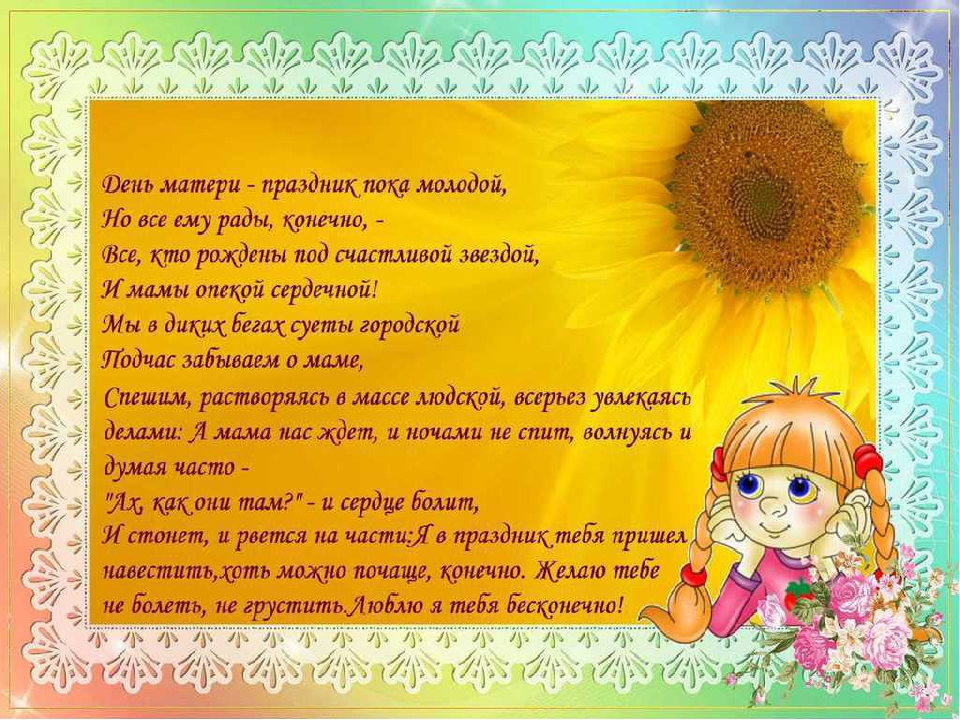 День матери - праздник пока молодой,
Но все ему рады, конечно, -
Все, кто рождены под счастливой звездой,
И мамы опекой сердечной!
Мы в диких бегах суеты городской
Подчас забываем о маме,
Спешим, растворяясь в массе людской, всерьез увлекаясь
делами: А мама нас ждет, и ночами не спит, волнуясь и
думая часто -
"Ах, как они там?" - и сердце болит,
И стонет, и рвется на части:Я в праздник тебя пришел
навестить,хоть можно почаще, конечно. Желаю тебе
не болеть, не грустить.Люблю я тебя бесконечно!